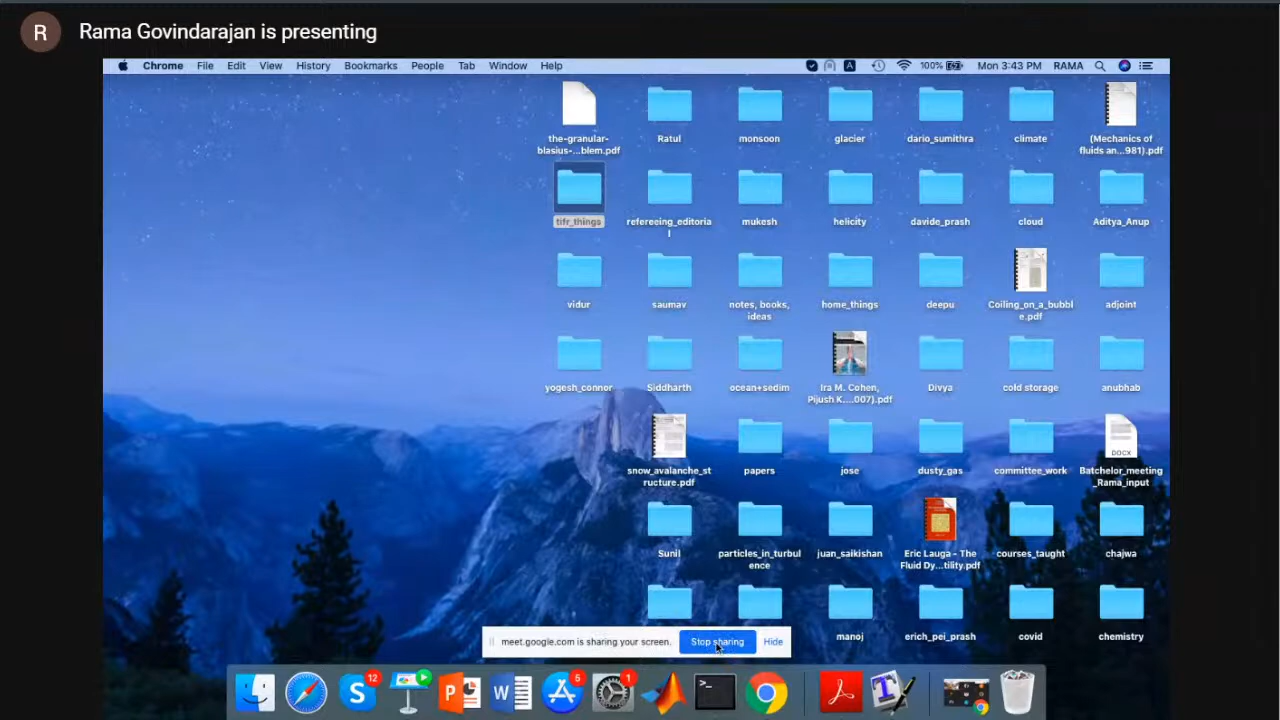 R
Rama Govindarajan is presenting
Chrome File Edit View History Bookmarks People Tab Window Help
A
100%
Mon 3:43 PM RAMA
the-granular-
blasius-...blem.pdf
Ratul
monsoon
glacier
dario_sumithra
climate
(Mechanics of
fluids an...981).pdf
tifr_things
refereeing_editoria
l
mukesh
helicity
davide_prash
cloud
Aditya_Anup
vidur
saumav
notes, books,
ideas
home_things
deepu
Coiling_on_a_bubbl
e.pdf
adjoint
yogesh_connor
Siddharth
ocean+sedim
Ira M. Cohen,
Pijush K....007).pdf
Divya
cold storage
anubhab
snow_avalanche_st
ructure.pdf
papers
jose
dusty_gas
committee_work
DOCX
Batchelor_meeting
_Rama_input
Sunil
particles_in_turbul
ence
juan_saikishan
Eric Lauga - The
Fluid Dy...tility.pdf
courses_taught
chajwa
manoj
erich_pei_prash
covid
chemistry
meet.google.com is sharing your screen.
Stop sharing
Hide
12
5
1